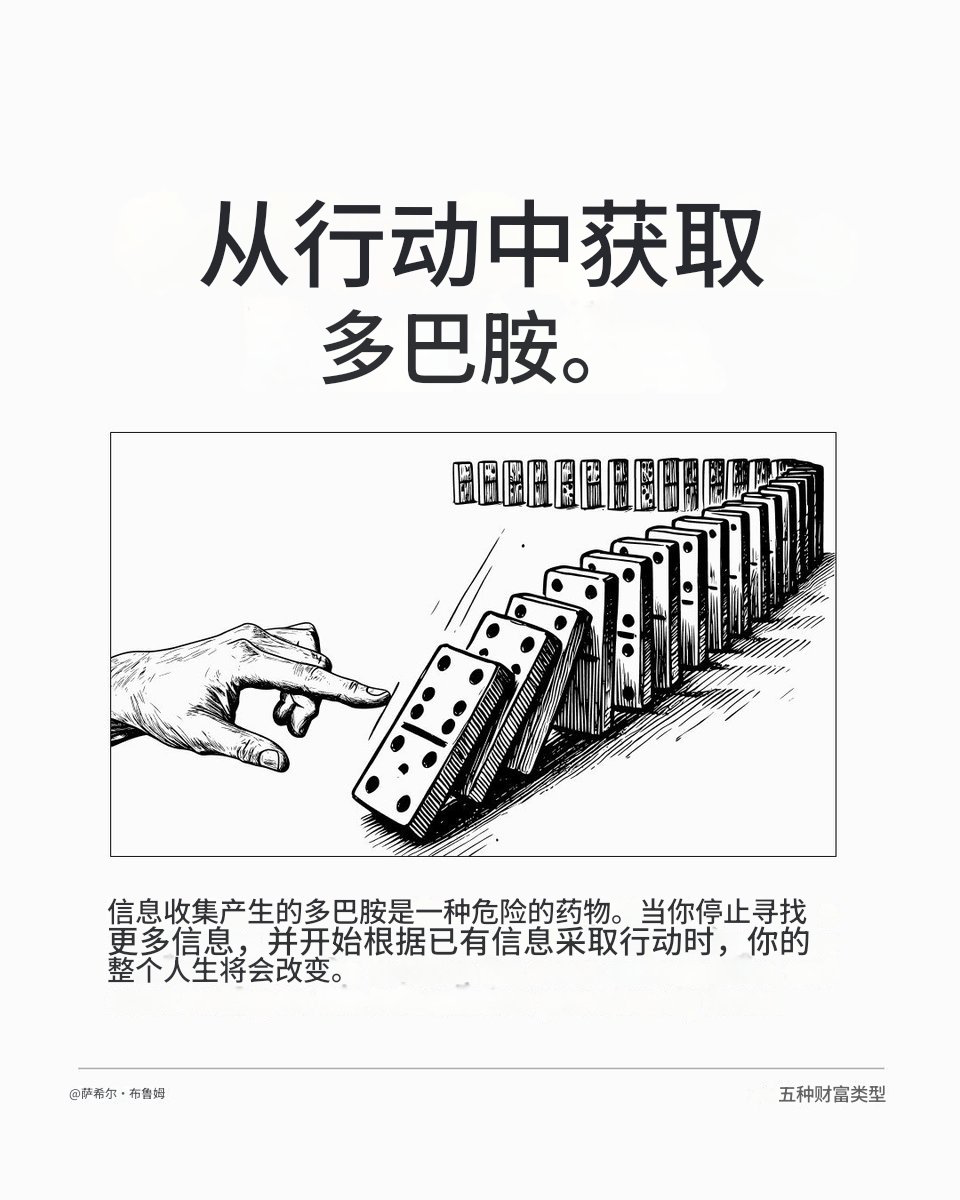 从行动中获取
多巴胺。
信息收集产生的多巴胺是一种危险的药物。当你停止寻找
更多信息，并开始根据已有信息采取行动时，你的
整个人生将会改变。
@萨希尔·布鲁姆
五种财富类型